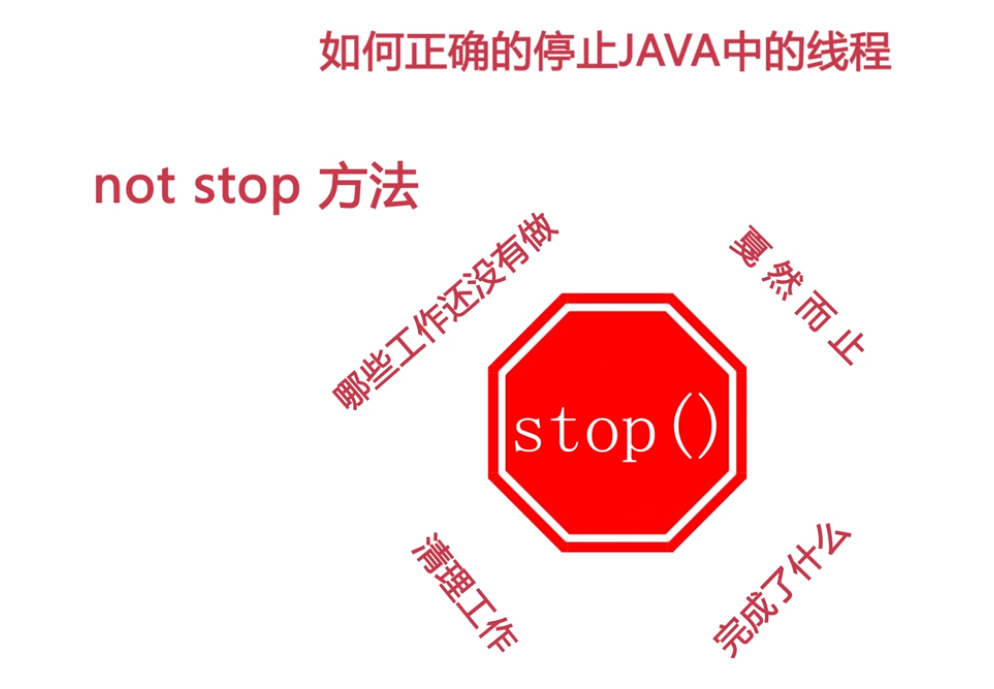 如何正确的停止JAVA中的线程
not stop 方法
哪些工作还没有做
戛然而止
stop()
清理工作
完成了什么